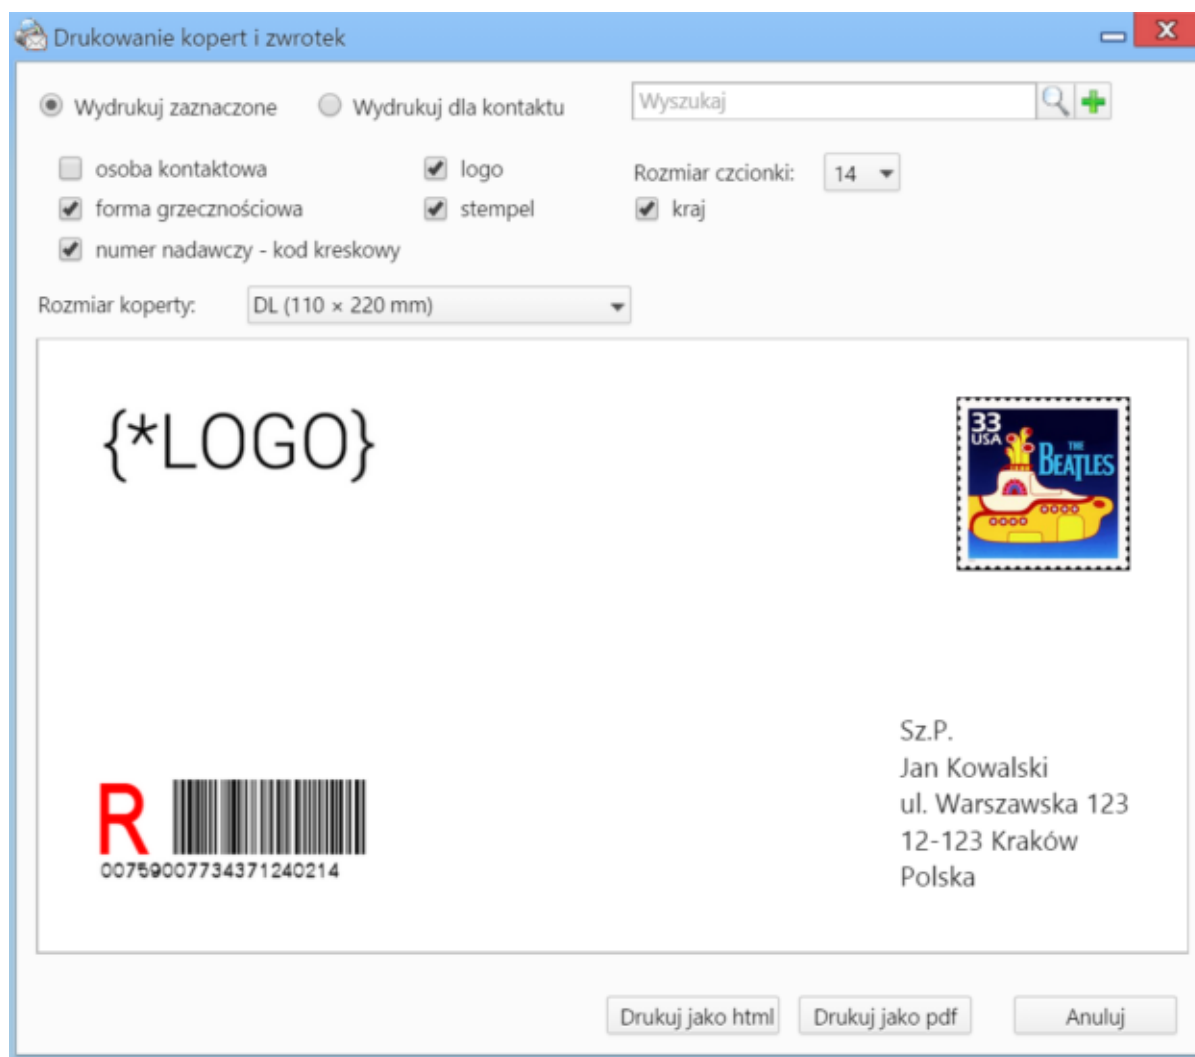 Drukowanie kopert i zwrotek
Wydrukuj zaznaczone
Wydrukuj dla kontaktu
Wyszukaj
osoba kontaktowa
logo
Rozmiar czcionki:
14
forma grzecznościowa
stempel
kraj
numer nadawczy - kod kreskowy
Rozmiar koperty:
DL (110 × 220 mm)
{*LOGO}
33
USA
THE
BEATLES
Sz.P.
Jan Kowalski
ul. Warszawska 123
12-123 Kraków
Polska
R
00759007734371240214
Drukuj jako html
Drukuj jako pdf
Anuluj